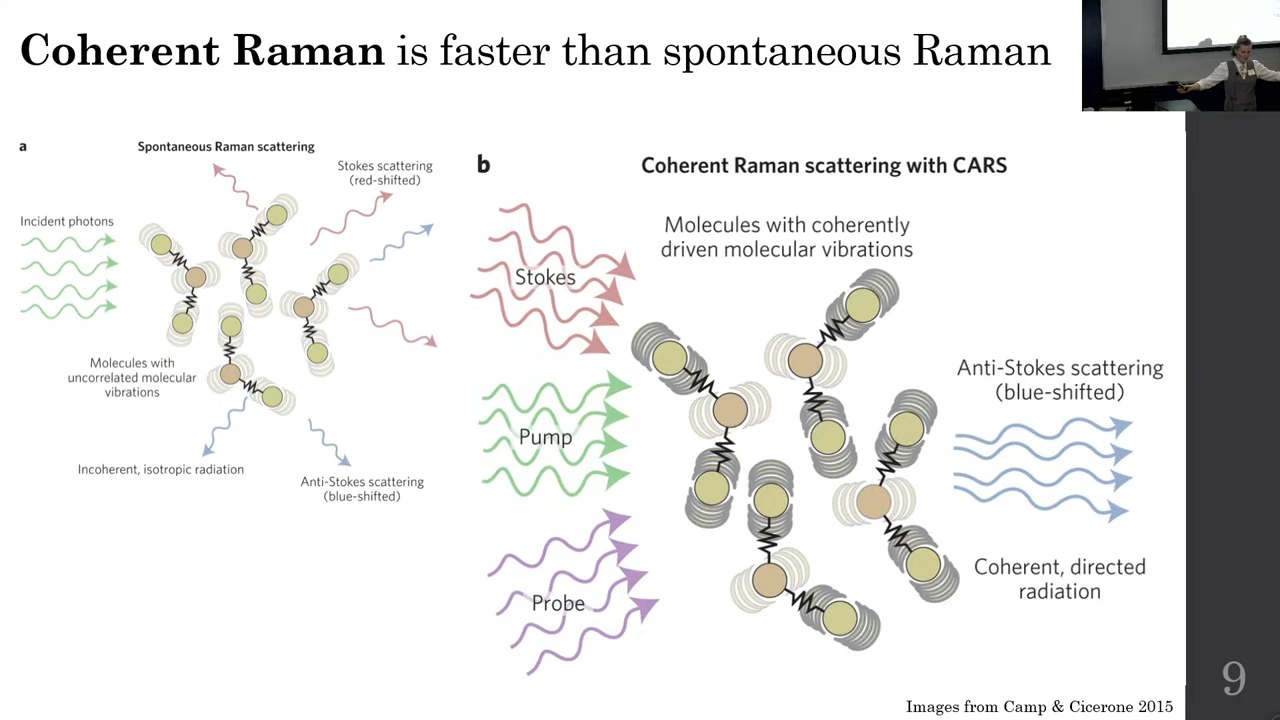 Coherent Raman is faster than spontaneous Raman
a
Spontaneous Raman scattering
Stokes scattering
(red-shifted)
Incident photons
Molecules with
uncorrelated molecular
vibrations
Incoherent, isotropic radiation
Anti-Stokes scattering
(blue-shifted)
b
Coherent Raman scattering with CARS
Molecules with coherently
driven molecular vibrations
Stokes
Pump
Probe
Anti-Stokes scattering
(blue-shifted)
Coherent, directed
radiation
9
Images from Camp & Cicerone 2015